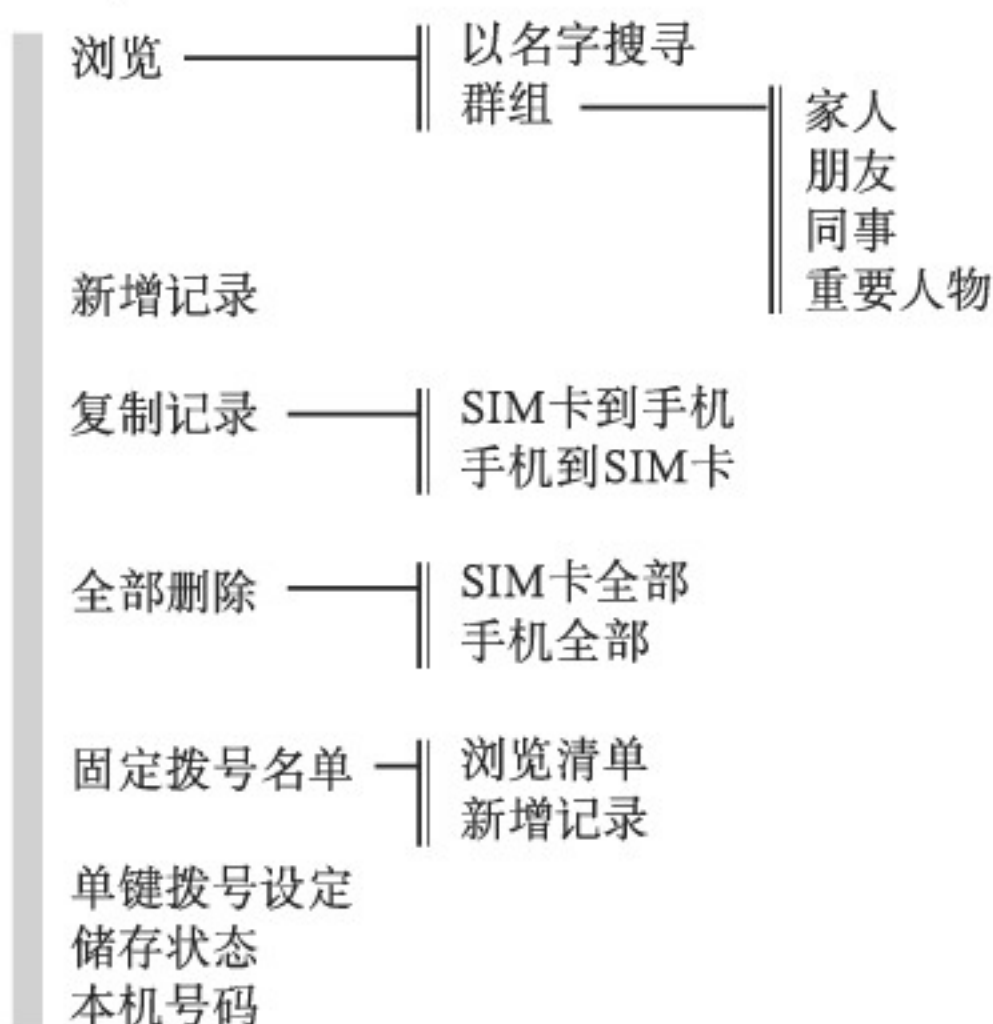 浏览
以名字搜寻
群组
家人
朋友
同事
重要人物
新增记录
复制记录
SIM卡到手机
手机到SIM卡
全部删除
SIM卡全部
手机全部
固定拨号名单
浏览清单
新增记录
单键拨号设定
储存状态
本机号码